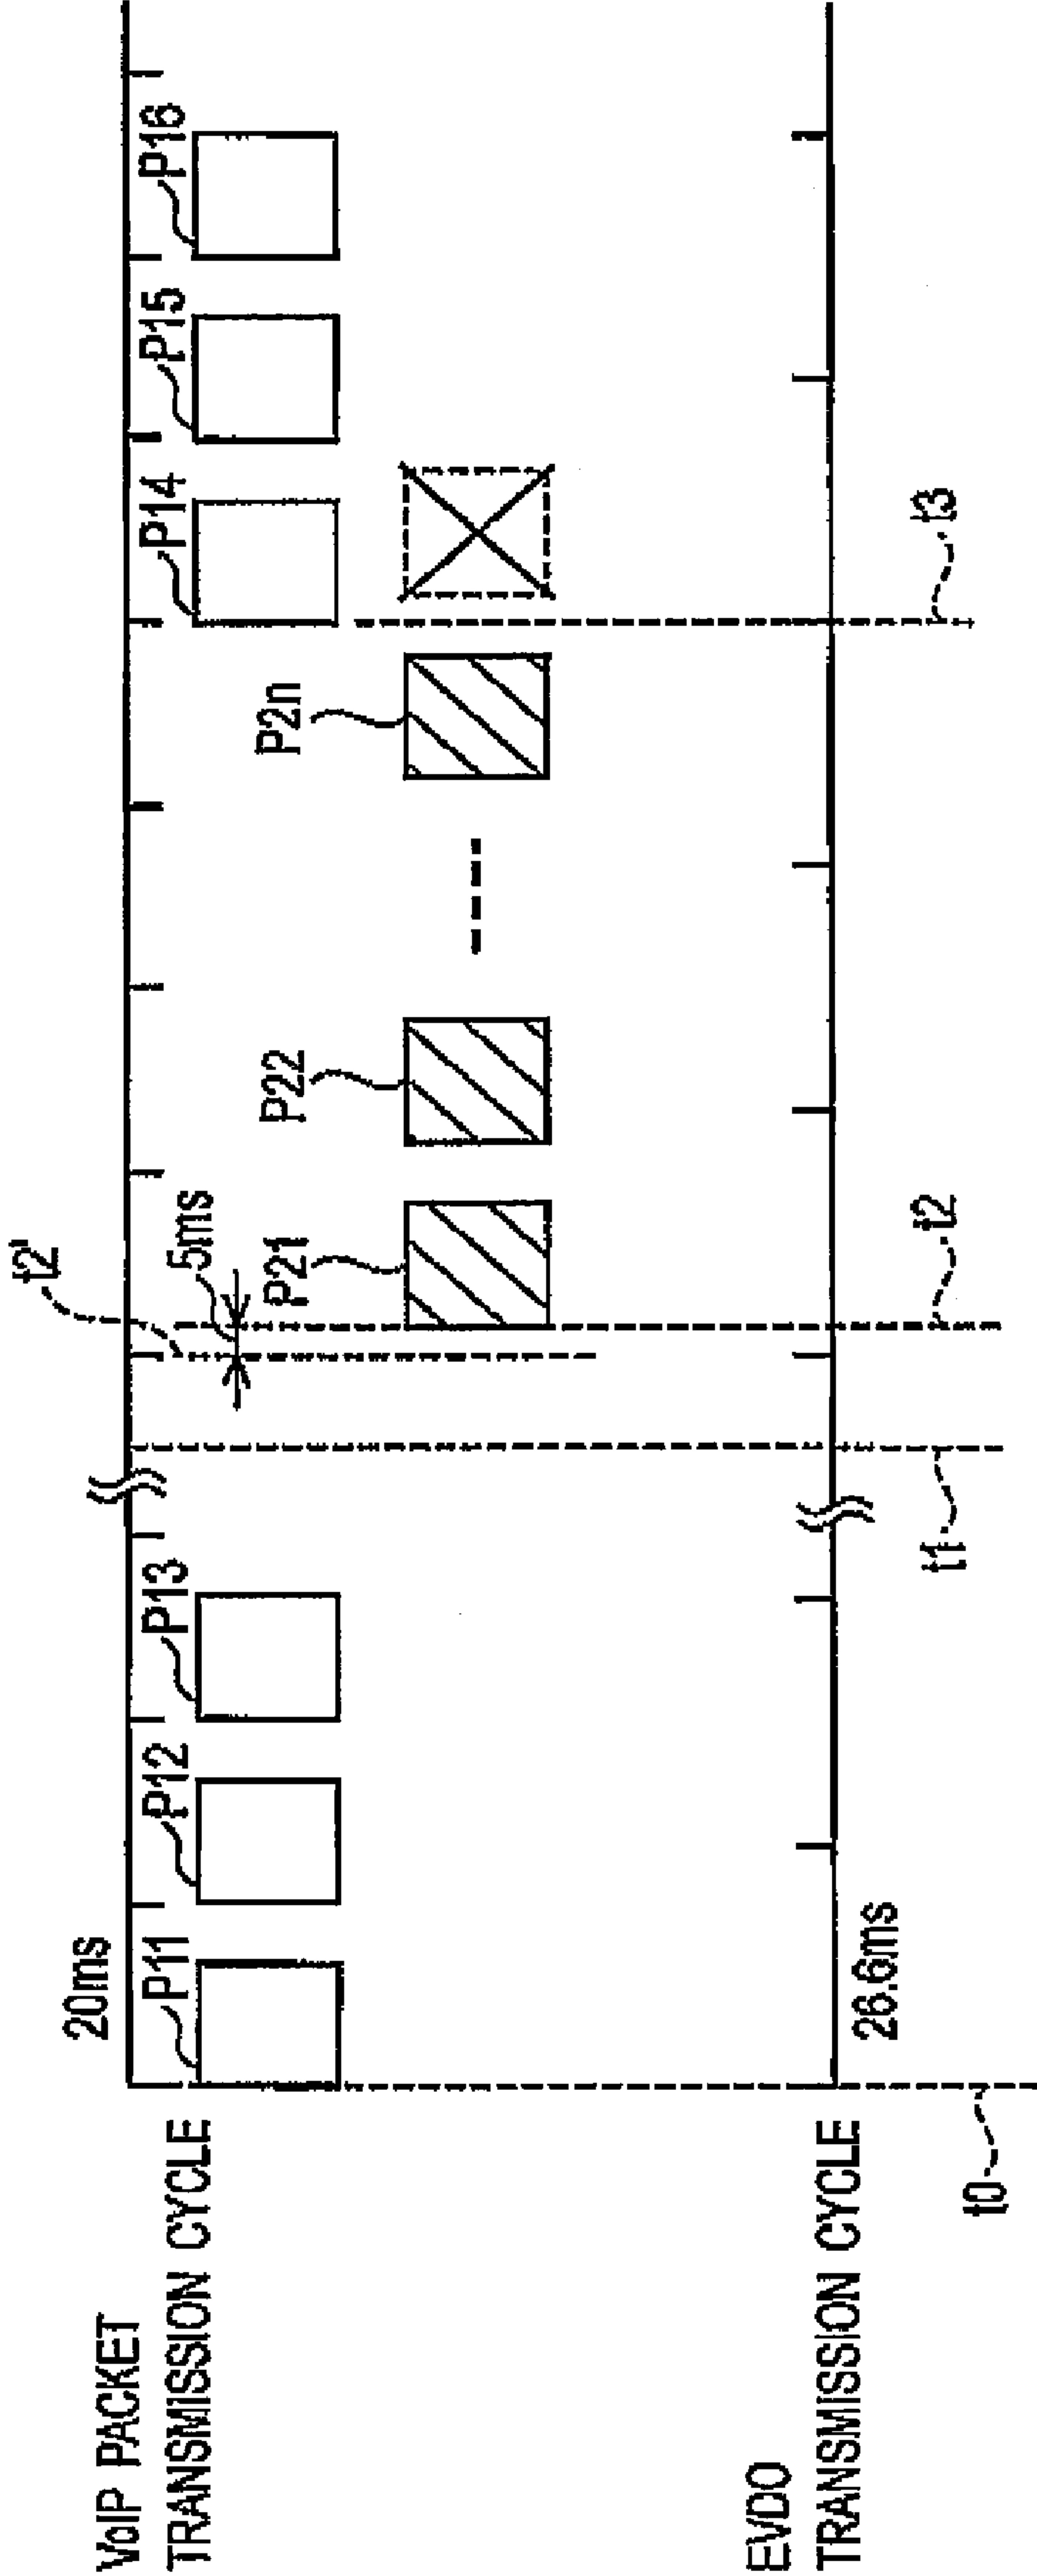 VoIP PACKET
TRANSMISSION CYCLE
20ms
P11
P12
P13
t2'
5ms
P14
P15
P16
P21
P22
P2n
EVDO
TRANSMISSION CYCLE
26.6ms
t0
t1
t2
t3